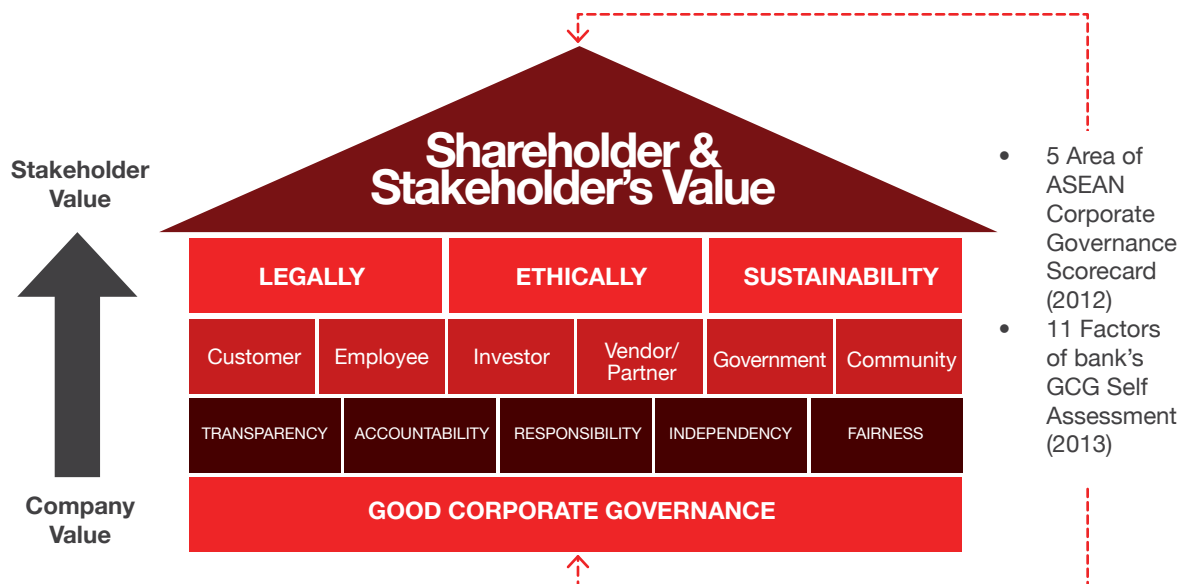 Shareholder &
Stakeholder's Value
Stakeholder
Value
Company
Value
LEGALLY
ETHICALLY
SUSTAINABILITY
Customer
Employee
Investor
Vendor/
Partner
Government
Community
TRANSPARENCY
ACCOUNTABILITY
RESPONSIBILITY
INDEPENDENCY
FAIRNESS
GOOD CORPORATE GOVERNANCE
• 5 Area of
ASEAN
Corporate
Governance
Scorecard
(2012)
• 11 Factors
of bank's
GCG Self
Assessment
(2013)